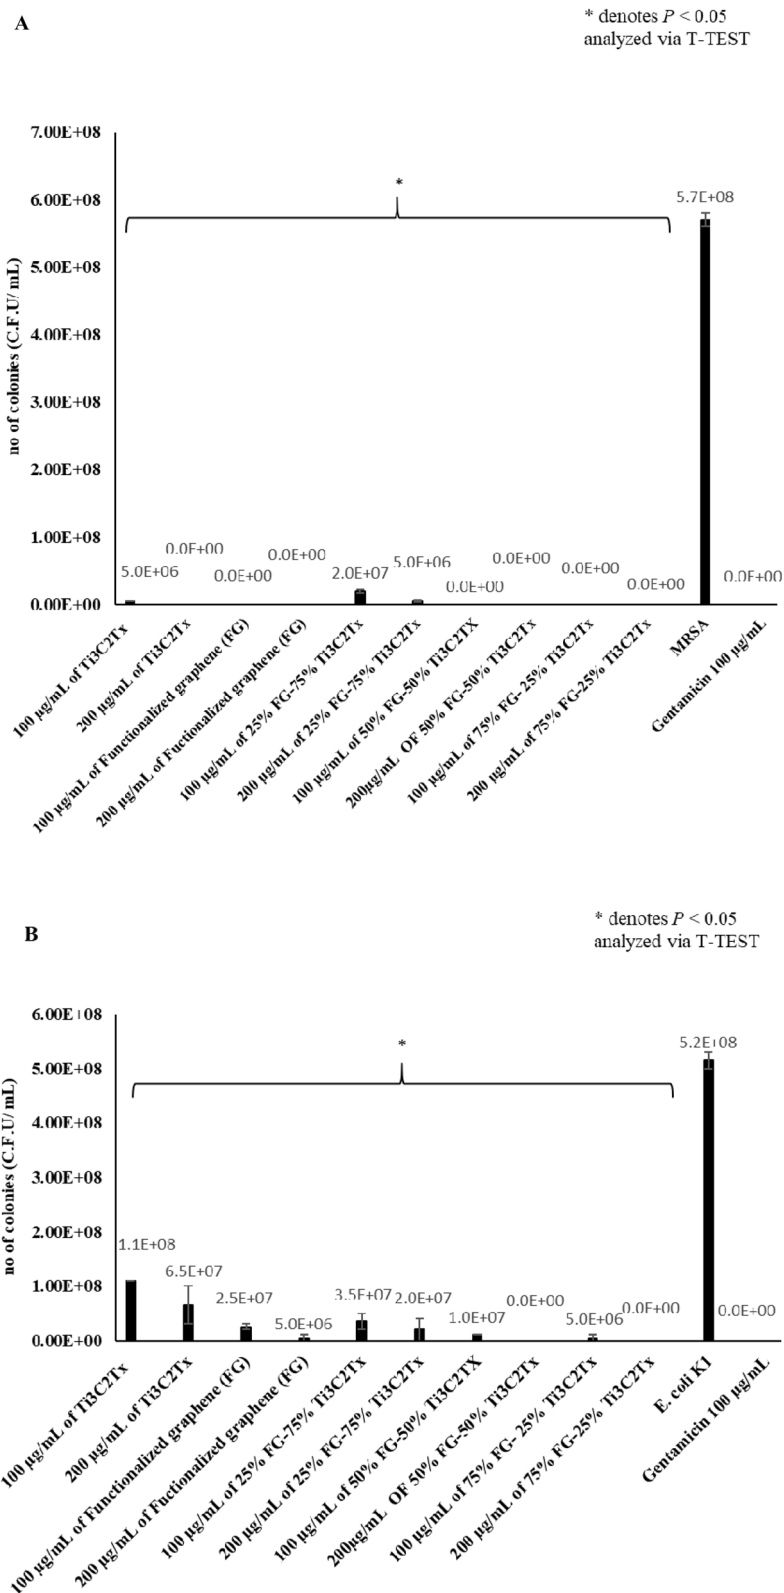 A
* denotes P < 0.05
analyzed via T-TEST
7.00E+08
6.00E+08
5.00E+08
4.00E+08
3.00E+08
2.00E+08
1.00E+08
0.00E+00
no of colonies (C.F.U/ mL)
*
5.0E+06
0.0E+00
0.0E+00
0.0E+00
2.0E+07
5.0E+06
0.0E+00
0.0E+00
0.0E+00
0.0E+00
5.7E+08
0.0E+00
100 µg/mL of Ti3C2Tx
200 µg/mL of Ti3C2Tx
100 µg/mL of Functionalized graphene (FG)
200 µg/mL of Fuctionalized graphene (FG)
100 µg/mL of 25% FG-75% Ti3C2Tx
200 µg/mL of 25% FG-75% Ti3C2Tx
100 µg/mL of 50% FG-50% Ti3C2TX
200µg/mL OF 50% FG-50% Ti3C2Tx
100 µg/mL of 75% FG- 25% Ti3C2Tx
200 µg/mL of 75% FG-25% Ti3C2Tx
MRSA
Gentamicin 100 µg/mL
B
* denotes P < 0.05
analyzed via T-TEST
6.00E+08
5.00E+08
4.00E+08
3.00E+08
2.00E+08
1.00E+08
0.00E+00
no of colonies (C.F.U/ mL)
*
1.1E+08
6.5E+07
2.5E+07
5.0E+06
3.5E+07
2.0E+07
1.0E+07
0.0E+00
5.0E+06
0.0E+00
5.2E+08
0.0E+00
100 µg/mL of Ti3C2Tx
200 µg/mL of Ti3C2Tx
100 µg/mL of Functionalized graphene (FG)
200 µg/mL of Fuctionalized graphene (FG)
100 µg/mL of 25% FG-75% Ti3C2Tx
200 µg/mL of 25% FG-75% Ti3C2Tx
100 µg/mL of 50% FG-50% Ti3C2TX
200µg/mL OF 50% FG-50% Ti3C2Tx
100 µg/mL of 75% FG- 25% Ti3C2Tx
200 µg/mL of 75% FG-25% Ti3C2Tx
E. coli K1
Gentamicin 100 µg/mL